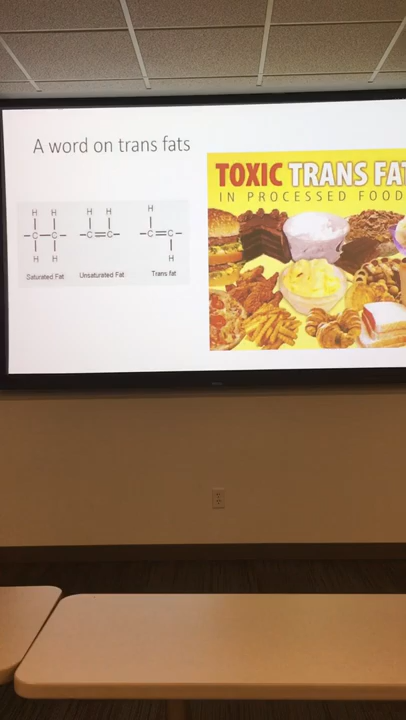 A word on trans fats
H H
-C-C-
H H
Saturated Fat
H H
-C=C-
Unsaturated Fat
H
-C=C-
H
Trans fat
TOXIC TRANS FAT
IN PROCESSED FOOD